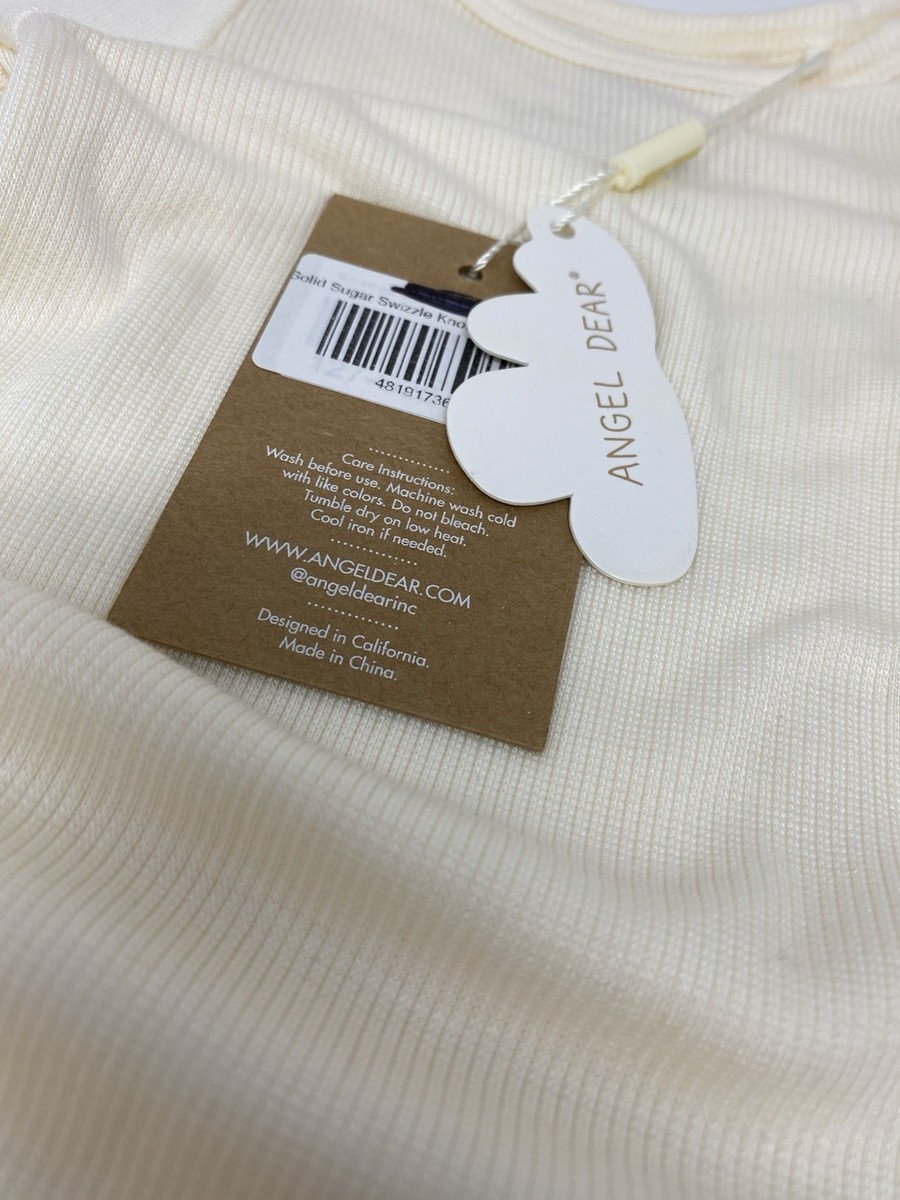 Solid Sugar Swizzle Kno
48191736
ANGEL DEAR®
Care Instructions:
Wash before use. Machine wash cold
with like colors. Do not bleach.
Tumble dry on low heat.
Cool iron if needed.
WWW.ANGELDEAR.COM
@angeldearinc
Designed in California.
Made in China.